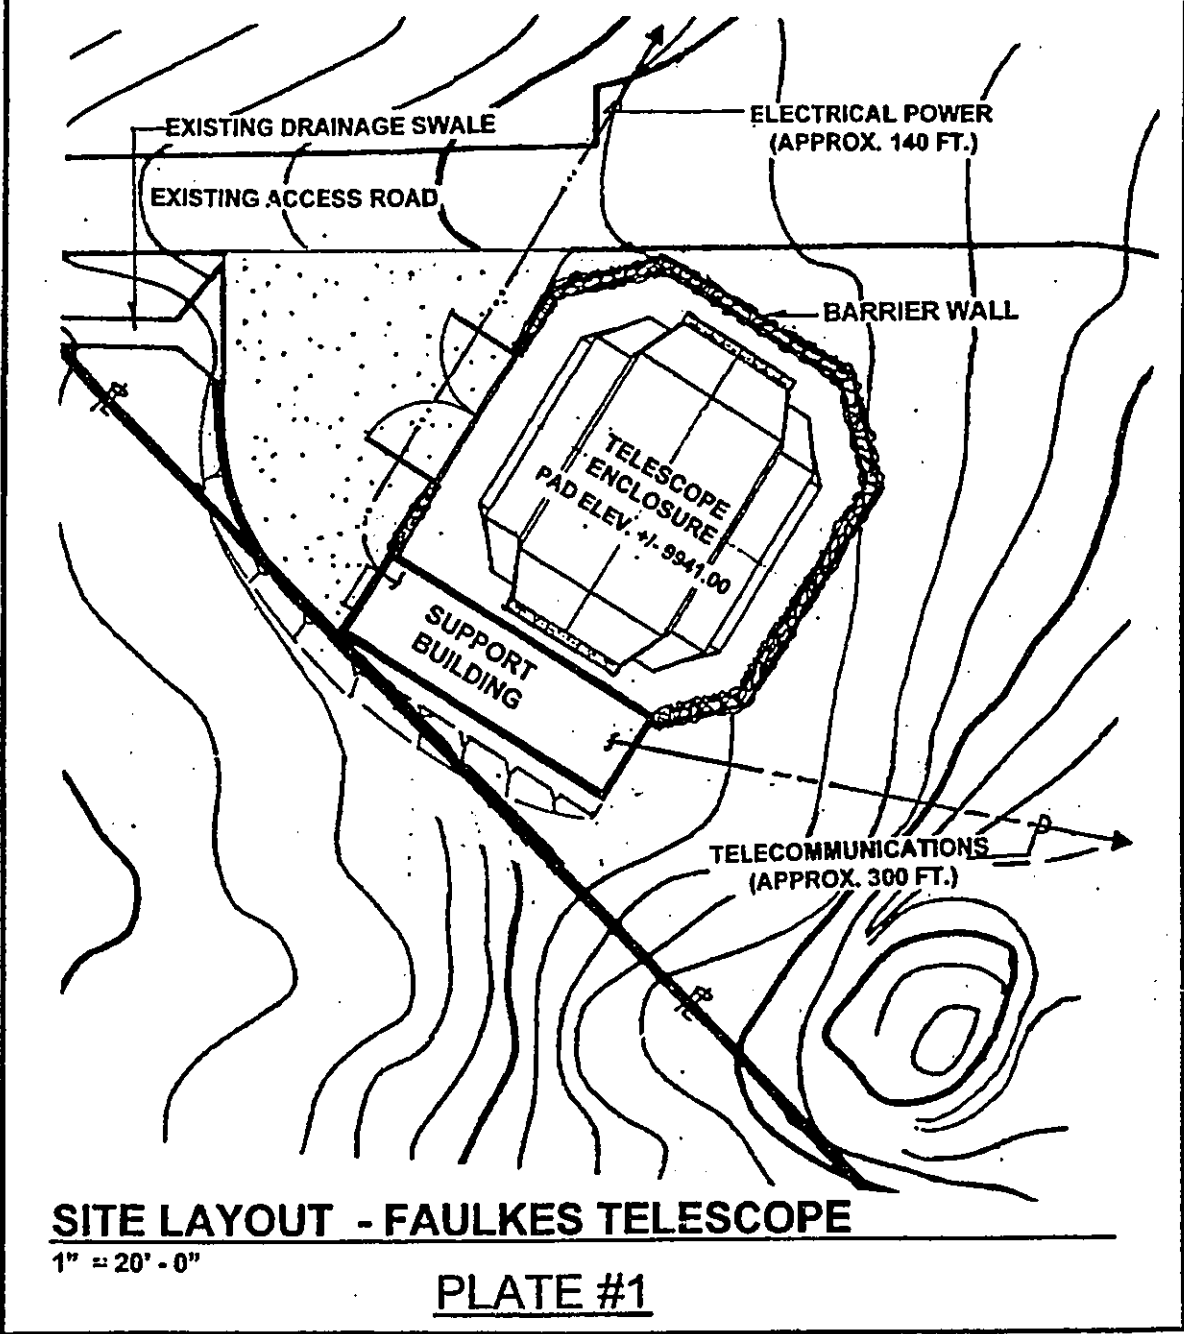 EXISTING DRAINAGE SWALE
ELECTRICAL POWER
(APPROX. 140 FT.)
EXISTING ACCESS ROAD
BARRIER WALL
TELESCOPE
ENCLOSURE
PAD ELEV. +/- 9941.00
SUPPORT
BUILDING
TELECOMMUNICATIONS
(APPROX. 300 FT.)
SITE LAYOUT - FAULKES TELESCOPE
1" = 20' - 0"
PLATE #1